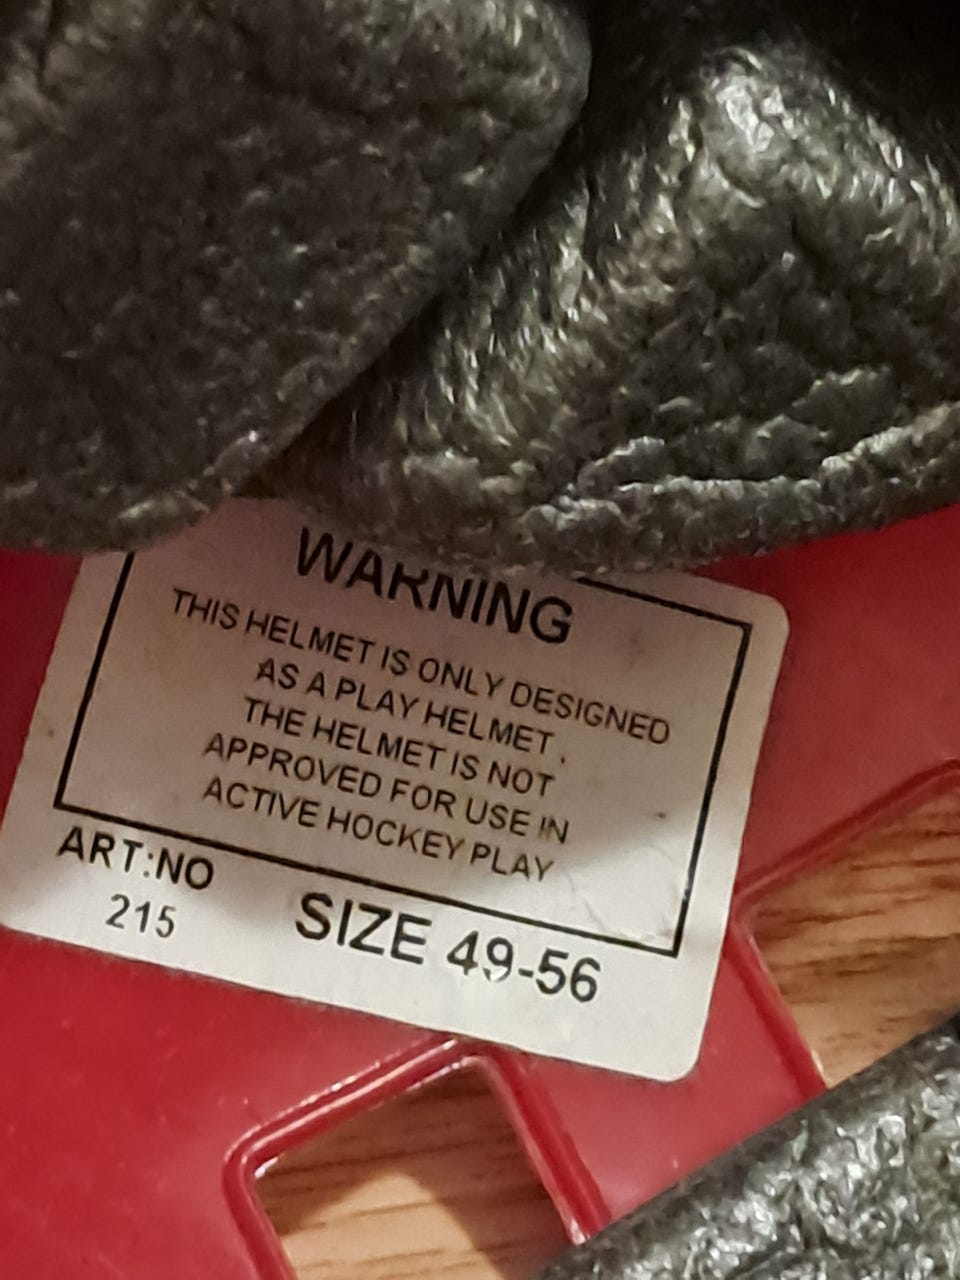 WARNING
THIS HELMET IS ONLY DESIGNED
AS A PLAY HELMET.
THE HELMET IS NOT
APPROVED FOR USE IN
ACTIVE HOCKEY PLAY
ART:NO
215
SIZE 49-56